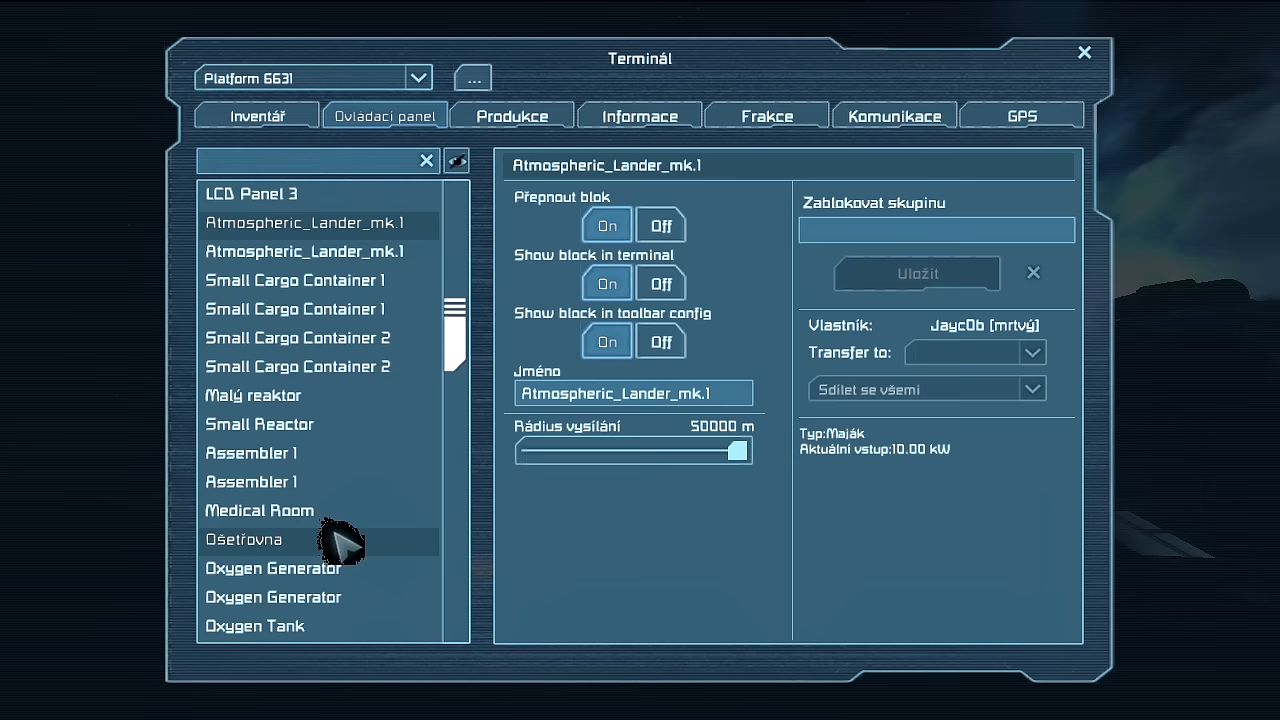 Terminál
Platform 6631
...
Inventář
Ovládací panel
Produkce
Informace
Frakce
Komunikace
GPS
LCD Panel 3
Atmospheric_Lander_mk.1
Atmospheric_Lander_mk.1
Small Cargo Container 1
Small Cargo Container 1
Small Cargo Container 2
Small Cargo Container 2
Malý reaktor
Small Reactor
Assembler 1
Assembler 1
Medical Room
Ošetřovna
Oxygen Generator
Oxygen Generator
Oxygen Tank
Atmospheric_Lander_mk.1
Přepnout blok
On Off
Show block in terminal
On Off
Show block in toolbar config
On Off
Jméno
Atmospheric_Lander_mk.1
Rádius vysílání 50000 m
Zablokovat skupinu
Uložit
Vlastník: Jayc0b [mrtvý]
Transfer to:
Sdílet se všemi
Typ:Maják
Aktuální vstup:10.00 kW